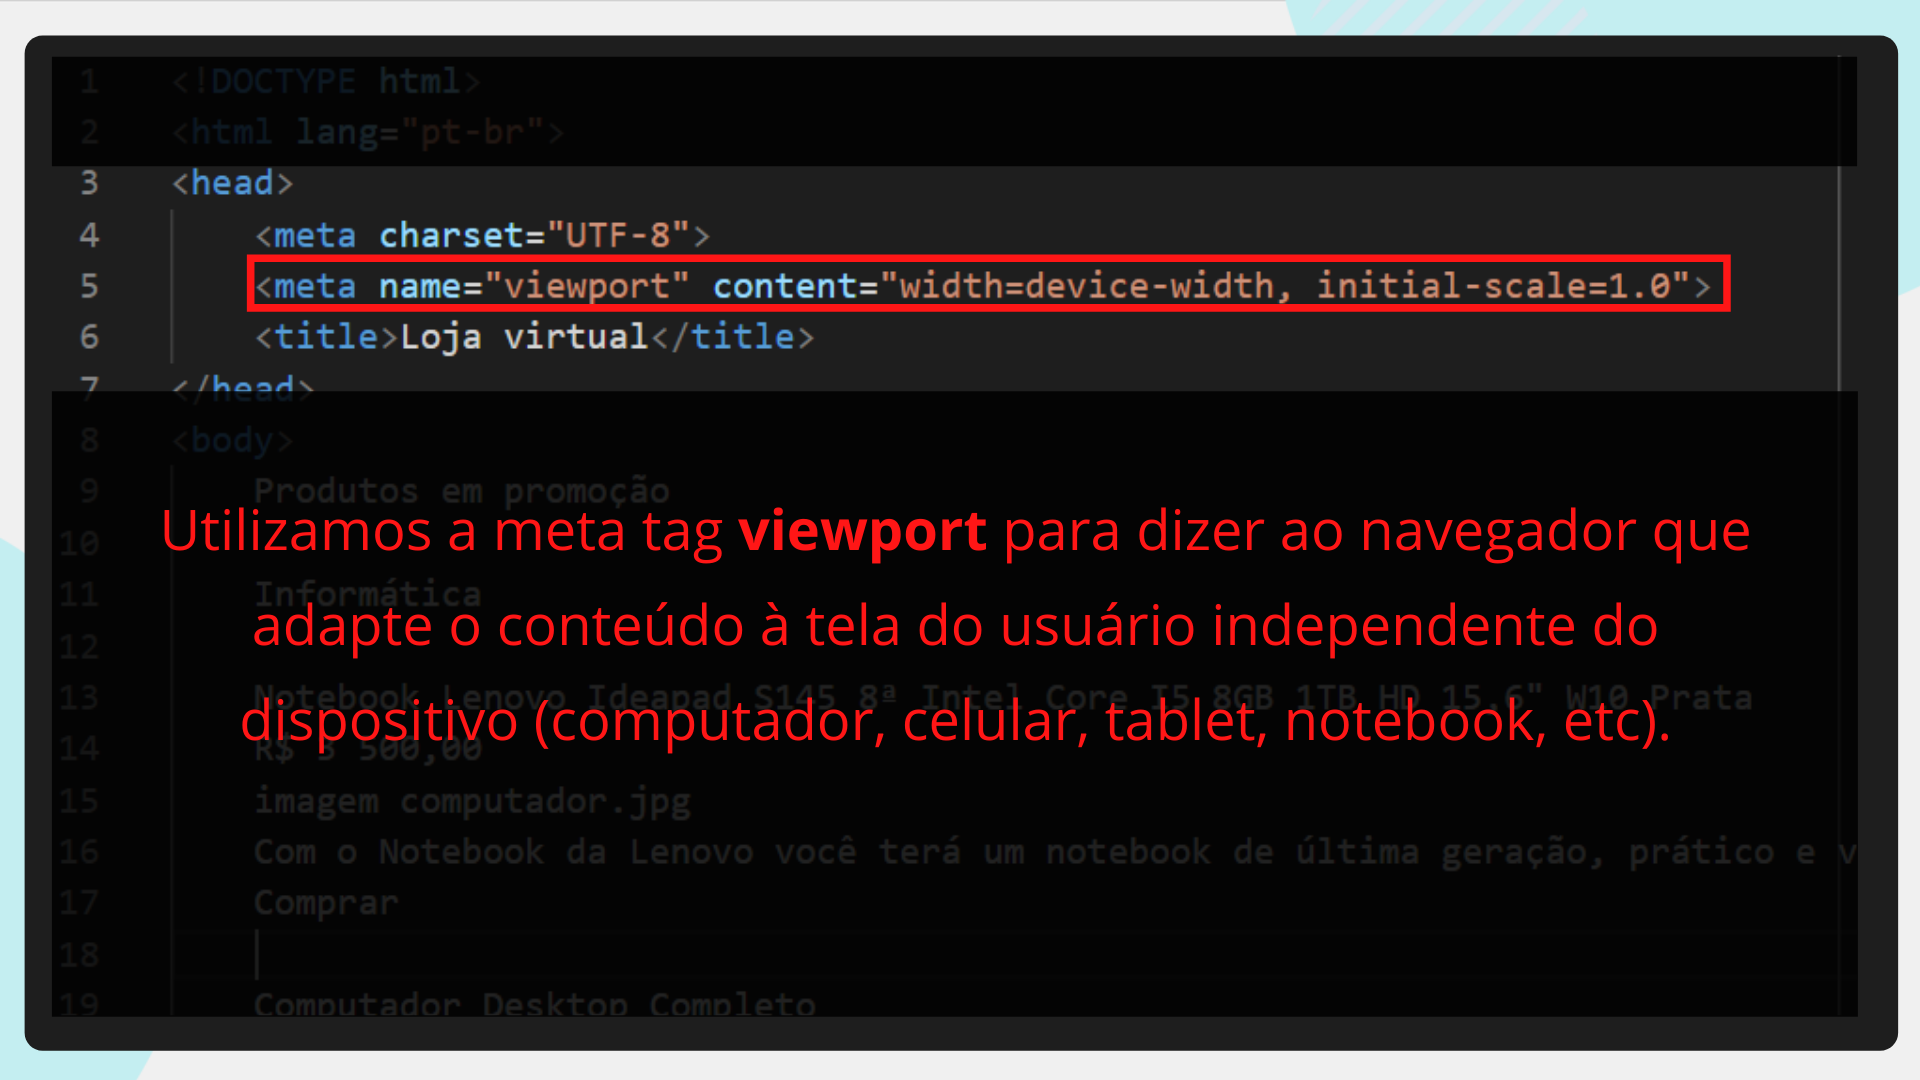 1 <!DOCTYPE html>
2 <html lang="pt-br">
3 <head>
4 <meta charset="UTF-8">
5 <meta name="viewport" content="width=device-width, initial-scale=1.0">
6 <title>Loja virtual</title>
7 </head>
8 <body>
9 Produtos em promoção
Utilizamos a meta tag viewport para dizer ao navegador que
10
11 Informática
adapte o conteúdo à tela do usuário independente do
12
13 Notebook Lenovo Ideapad S145 8ª Intel Core I5 8GB 1TB HD 15,6" W10 Prata
dispositivo (computador, celular, tablet, notebook, etc).
14 R$ 3 500,00
15 imagem computador.jpg
16 Com o Notebook da Lenovo você terá um notebook de última geração, prático e v
17 Comprar
18
19 Computador Desktop Completo